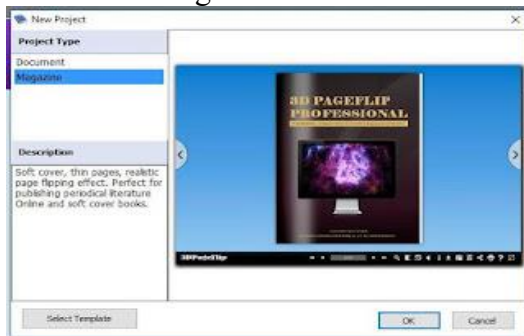 New Project
Project Type
Document
Magazine
Description
Soft cover, thin pages, realistic
page flipping effect. Perfect for
publishing periodical literature
Online and soft cover books.
3D PAGEFLIP
PROFESSIONAL
3DPageFlip
Select Template
OK
Cancel